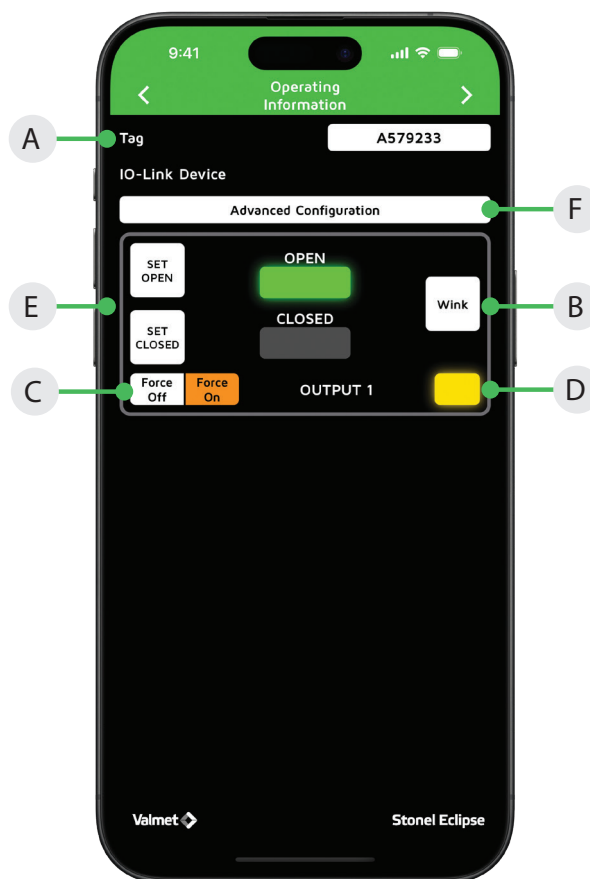 9:41
Operating
Information
A
Tag
A579233
IO-Link Device
Advanced Configuration
F
SET
OPEN
OPEN
E
Wink
B
SET
CLOSED
CLOSED
C
Force
Off
Force
On
OUTPUT 1
D
Valmet
Stonel Eclipse